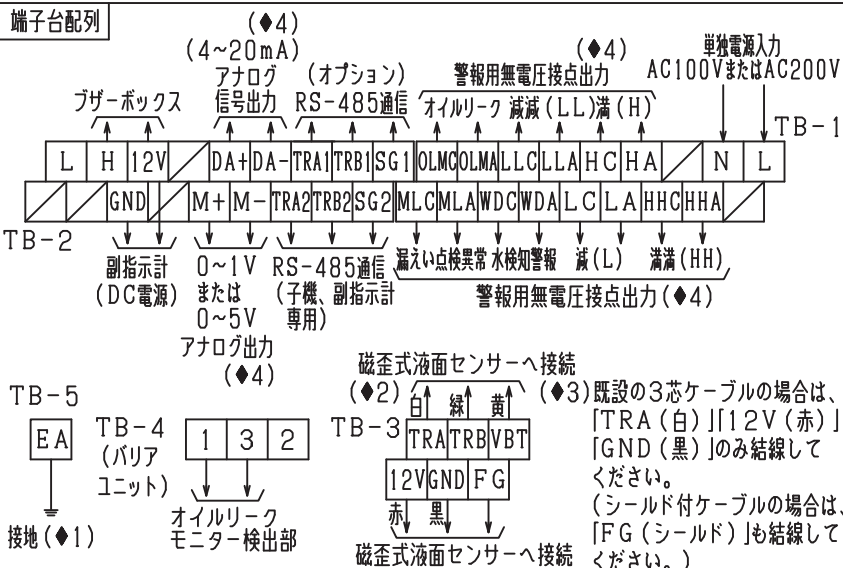 端子台配列
(♦4)
(4~20mA)
アナログ
信号出力
(オプション)
RS-485通信
(♦4)
警報用無電圧接点出力
オイルリーク 減減(LL)満(H)
単独電源入力
AC100VまたはAC200V
ブザーボックス
TB-1
L H 12V DA+ DA- TRA1 TRB1 SG1 OLMC OLMA LLC LLA HC HA N L
GND M+ M- TRA2 TRB2 SG2 MLC MLA WDC WDA LC LA HHC HHA
TB-2
副指示計
(DC電源)
0~1V
または
0~5V
アナログ出力
(♦4)
RS-485通信
(子機、副指示計
専用)
漏えい点検異常 水検知警報 減(L) 満満(HH)
警報用無電圧接点出力(♦4)
TB-5
EA
接地(♦1)
TB-4
(バリア
ユニット)
1 3 2
オイルリーク
モニター検出部
磁歪式液面センサーへ接続
(♦2) 白 緑 黄
TB-3
TRA TRB VBT
12V GND FG
赤 黒
磁歪式液面センサーへ接続
(♦3)既設の3芯ケーブルの場合は、
「TRA(白)」「12V(赤)」
「GND(黒)」のみ結線して
ください。
(シールド付ケーブルの場合は、
「FG(シールド)」も結線して
ください。)